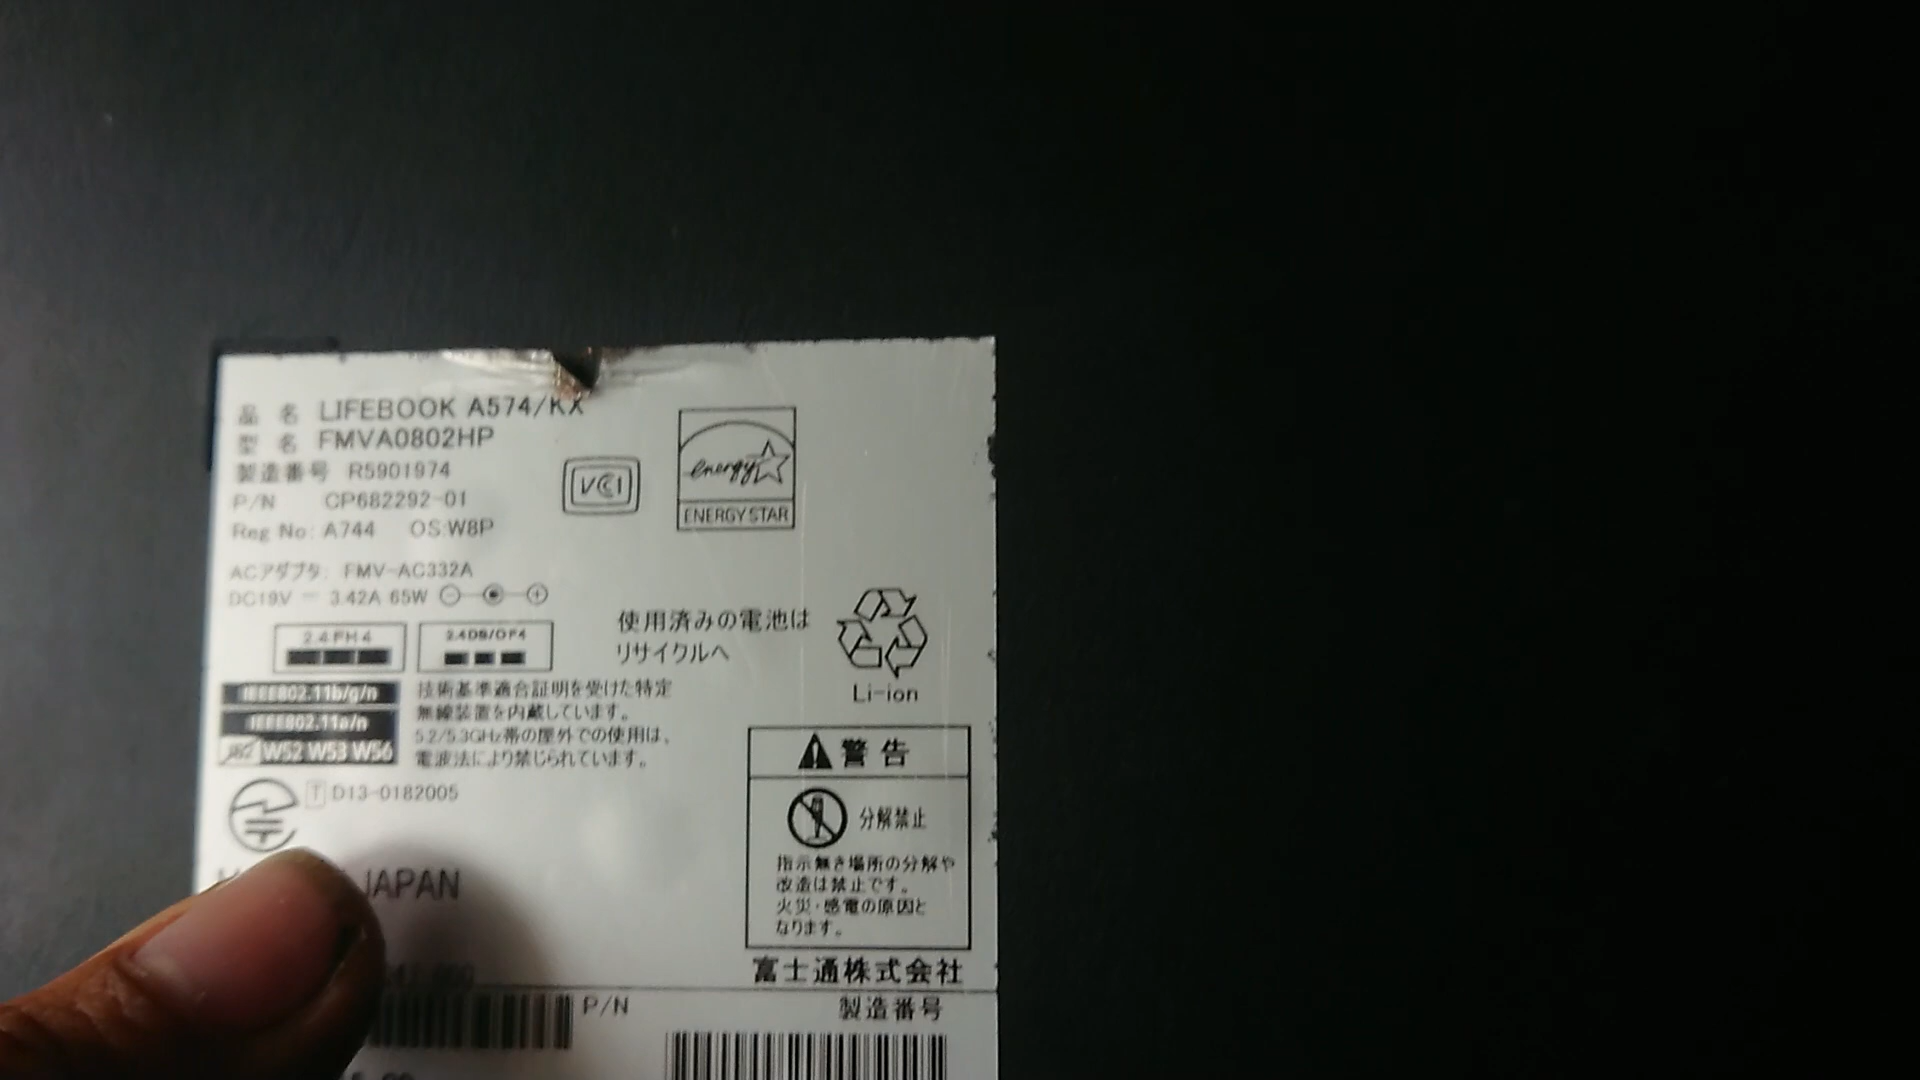 品 名 LIFEBOOK A574/KX
型 名 FMVA0802HP
製造番号 R5901974
P/N CP682292-01
Reg No: A744 OS:W8P
VCI
energy
ENERGY STAR
ACアダプタ: FMV-AC332A
DC19V 3.42A 65W
2.4FH4
2.4DS/OF4
使用済みの電池は
リサイクルへ
Li-ion
IEEE802.11b/g/n
IEEE802.11a/n
J52 W52 W53 W56
技術基準適合証明を受けた特定
無線装置を内蔵しています。
5.2/5.3GHz帯の屋外での使用は、
電波法により禁じられています。
T D13-0182005
JAPAN
警告
分解禁止
指示無き場所の分解や
改造は禁止です。
火災・感電の原因と
なります。
富士通株式会社
P/N
製造番号